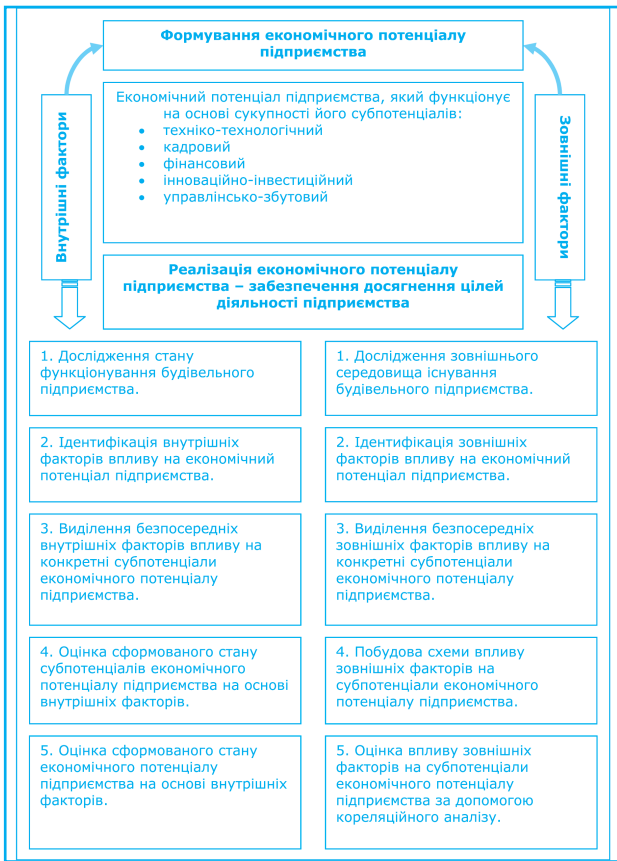 Формування економічного потенціалу
підприємства
Внутрішні фактори
Економічний потенціал підприємства, який функціонує
на основі сукупності його субпотенціалів:
• техніко-технологічний
• кадровий
• фінансовий
• інноваційно-інвестиційний
• управлінсько-збутовий
Зовнішні фактори
Реалізація економічного потенціалу
підприємства – забезпечення досягнення цілей
діяльності підприємства
1. Дослідження стану
функціонування будівельного
підприємства.
2. Ідентифікація внутрішніх
факторів впливу на економічний
потенціал підприємства.
3. Виділення безпосередніх
внутрішніх факторів впливу на
конкретні субпотенціали
економічного потенціалу
підприємства.
4. Оцінка сформованого стану
субпотенціалів економічного
потенціалу підприємства на основі
внутрішніх факторів.
5. Оцінка сформованого стану
економічного потенціалу
підприємства на основі внутрішніх
факторів.
1. Дослідження зовнішнього
середовища існування
будівельного підприємства.
2. Ідентифікація зовнішніх
факторів впливу на економічний
потенціал підприємства.
3. Виділення безпосередніх
зовнішніх факторів впливу на
конкретні субпотенціали
економічного потенціалу
підприємства.
4. Побудова схеми впливу
зовнішніх факторів на
субпотенціали економічного
потенціалу підприємства.
5. Оцінка впливу зовнішніх
факторів на субпотенціали
економічного потенціалу
підприємства за допомогою
кореляційного аналізу.